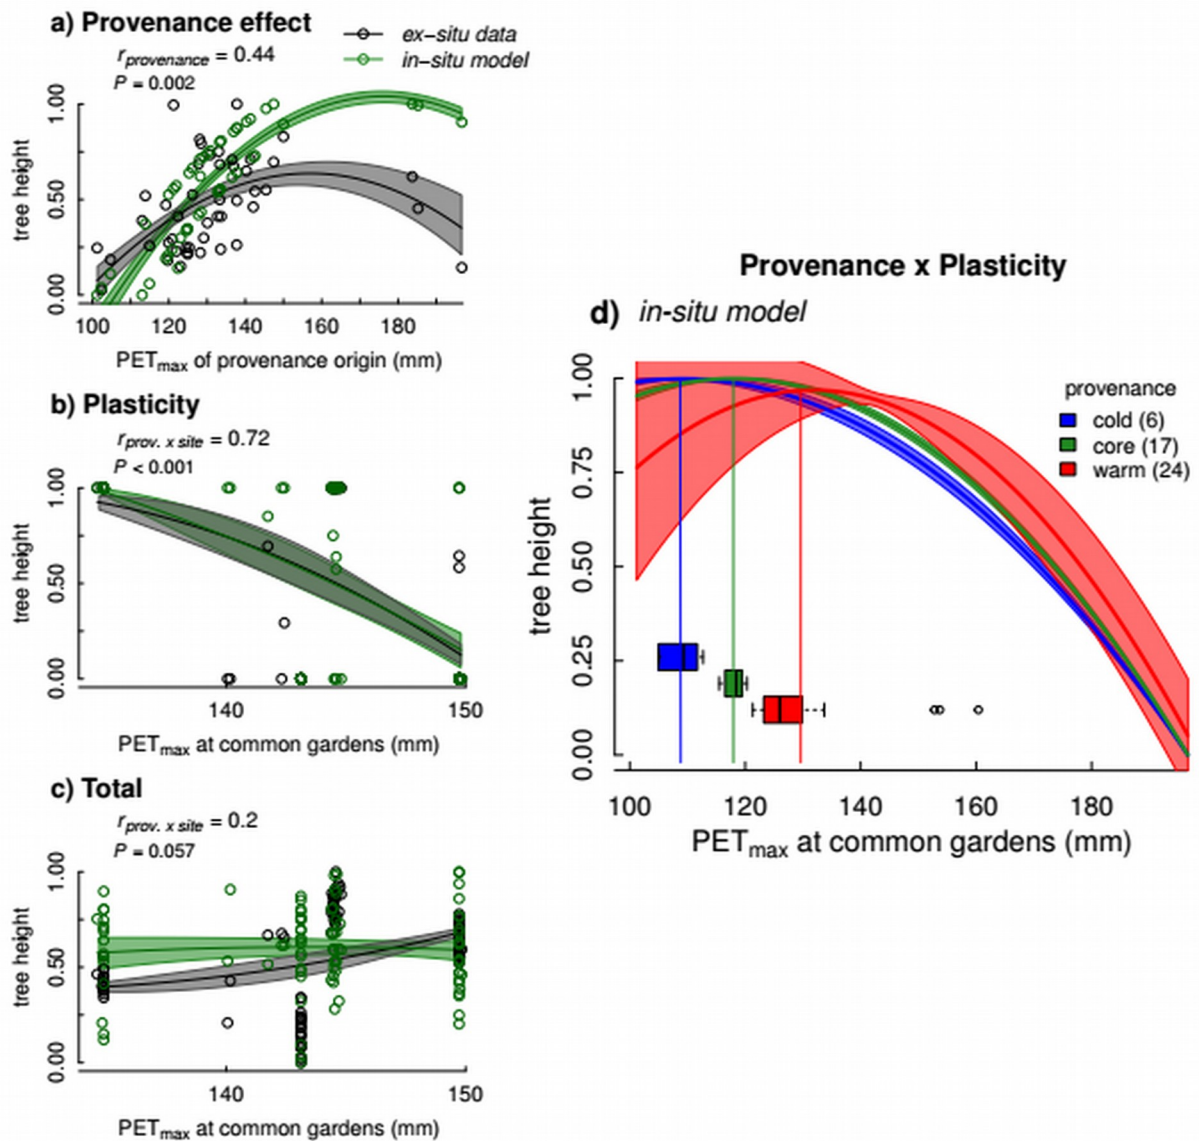 a) Provenance effect
r provenance = 0.44
P = 0.002
ex−situ data
in−situ model
tree height
0.00 0.50 1.00
100 120 140 160 180
PETmax of provenance origin (mm)
b) Plasticity
r prov. x site = 0.72
P < 0.001
tree height
0.00 0.50 1.00
140 150
PETmax at common gardens (mm)
c) Total
r prov. x site = 0.2
P = 0.057
tree height
0.00 0.50 1.00
140 150
PETmax at common gardens (mm)
Provenance x Plasticity
d) in-situ model
provenance
cold (6)
core (17)
warm (24)
tree height
0.00 0.25 0.50 0.75 1.00
100 120 140 160 180
PETmax at common gardens (mm)